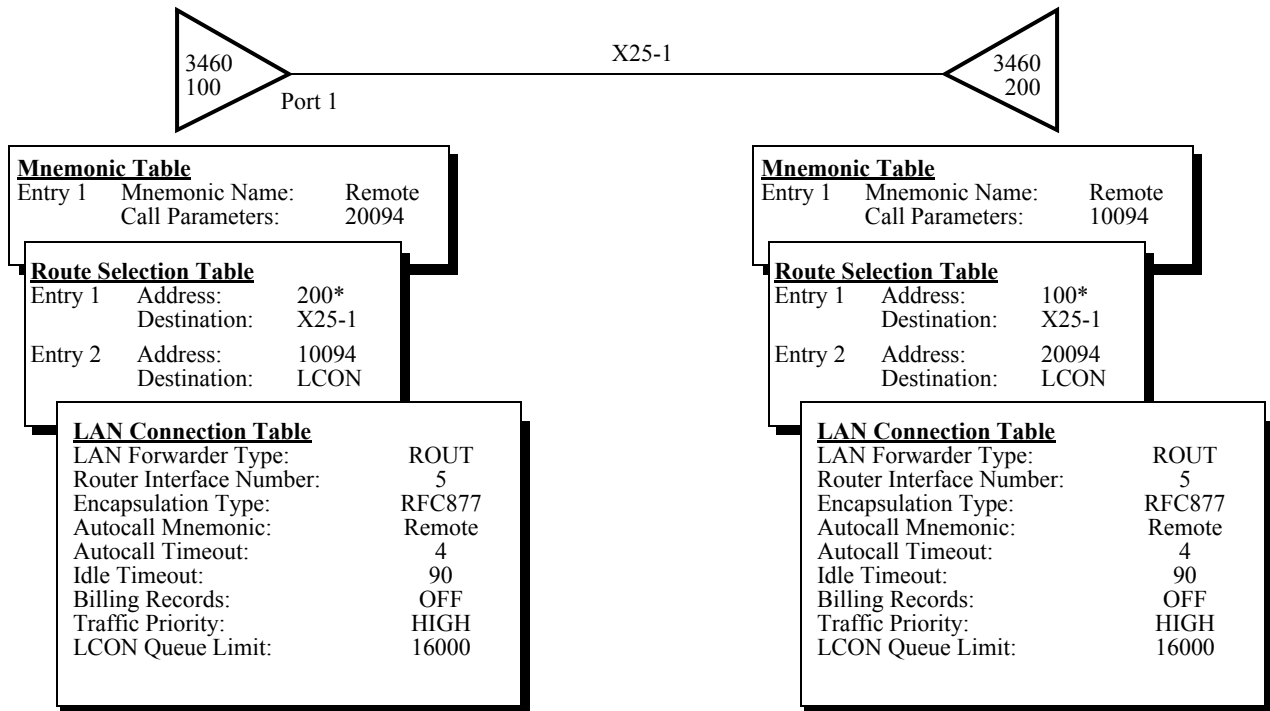 X25-1
3460
100
Port 1
3460
200
Mnemonic Table
Entry 1 Mnemonic Name: Remote
Call Parameters: 20094
Route Selection Table
Entry 1 Address: 200*
Destination: X25-1
Entry 2 Address: 10094
Destination: LCON
LAN Connection Table
LAN Forwarder Type: ROUT
Router Interface Number: 5
Encapsulation Type: RFC877
Autocall Mnemonic: Remote
Autocall Timeout: 4
Idle Timeout: 90
Billing Records: OFF
Traffic Priority: HIGH
LCON Queue Limit: 16000
Mnemonic Table
Entry 1 Mnemonic Name: Remote
Call Parameters: 10094
Route Selection Table
Entry 1 Address: 100*
Destination: X25-1
Entry 2 Address: 20094
Destination: LCON
LAN Connection Table
LAN Forwarder Type: ROUT
Router Interface Number: 5
Encapsulation Type: RFC877
Autocall Mnemonic: Remote
Autocall Timeout: 4
Idle Timeout: 90
Billing Records: OFF
Traffic Priority: HIGH
LCON Queue Limit: 16000